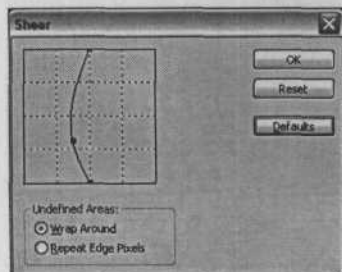 Shear
OK
Reset
Defaults
Undefined Areas:
Wrap Around
Repeat Edge Pixels